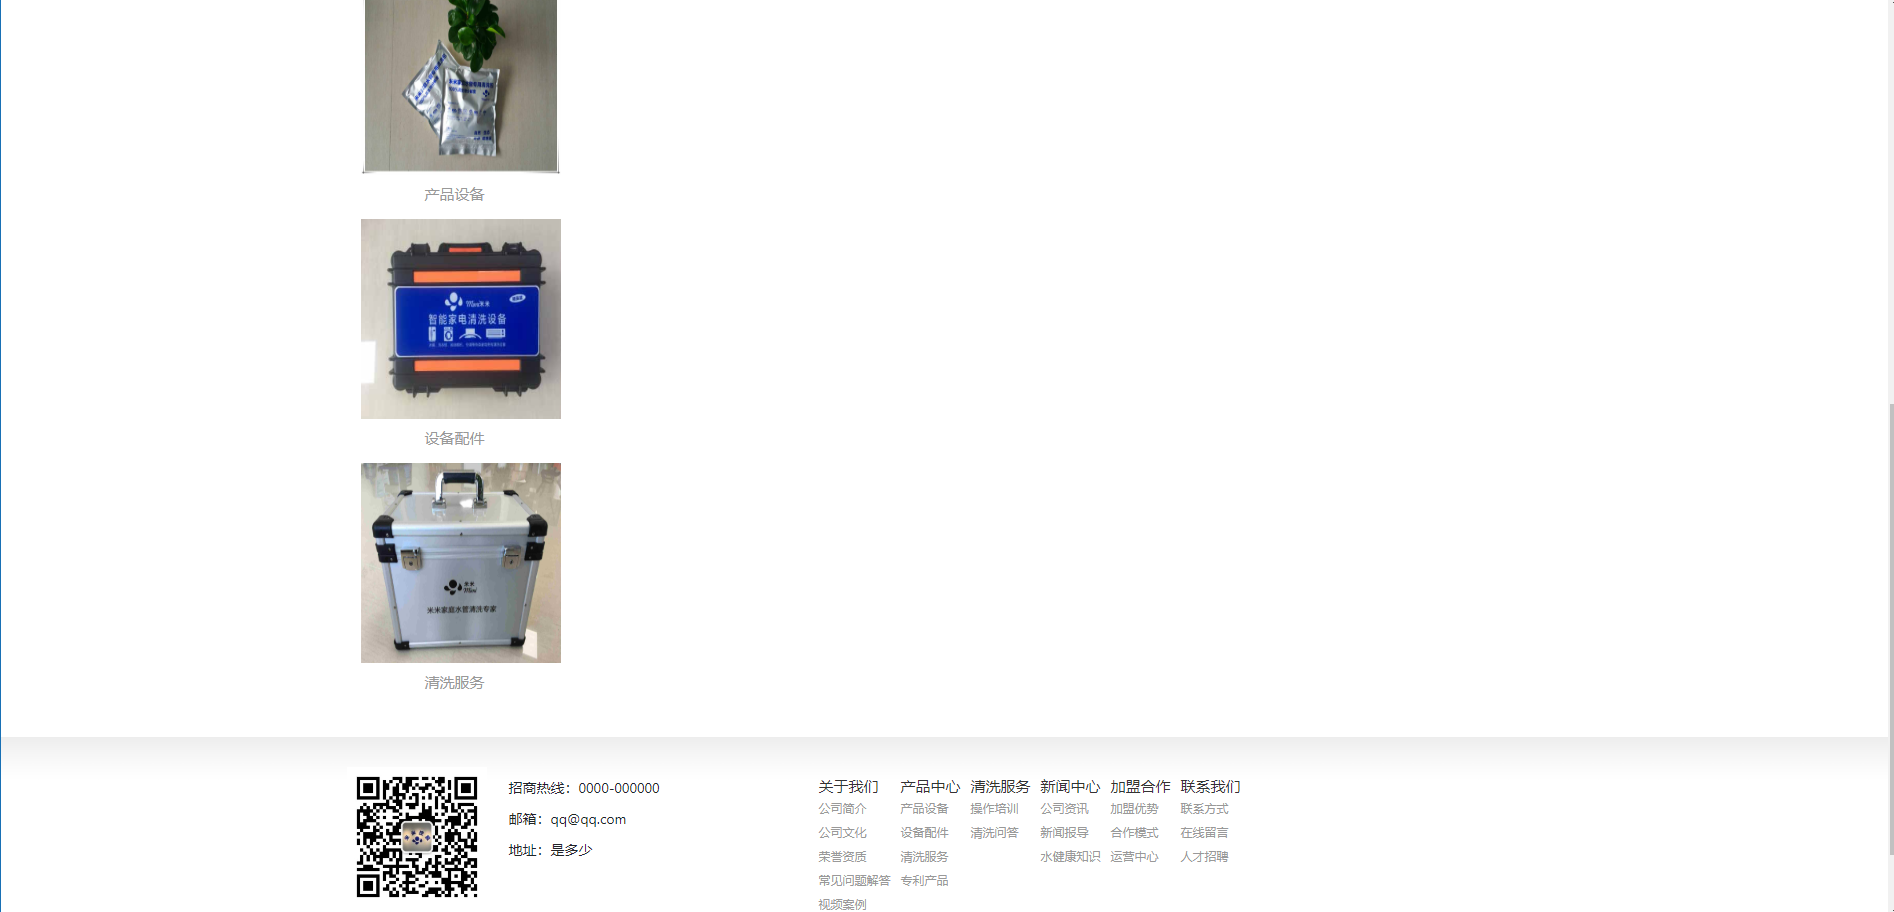 产品设备
Mini米米
智能家电清洗设备
设备配件
米米
Mini
米米家庭水管清洗专家
清洗服务
招商热线：0000-000000
邮箱：qq@qq.com
地址：是多少
关于我们 产品中心 清洗服务 新闻中心 加盟合作 联系我们
公司简介 产品设备 操作培训 公司资讯 加盟优势 联系方式
公司文化 设备配件 清洗问答 新闻报导 合作模式 在线留言
荣誉资质 清洗服务 水健康知识 运营中心 人才招聘
常见问题解答 专利产品
视频案例